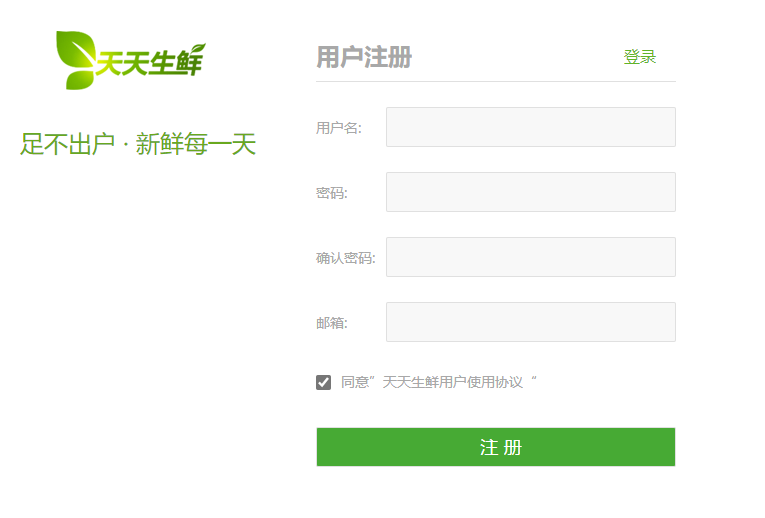 天天生鲜
足不出户 · 新鲜每一天
用户注册
登录
用户名:
密码:
确认密码:
邮箱:
同意”天天生鲜用户使用协议“
注 册